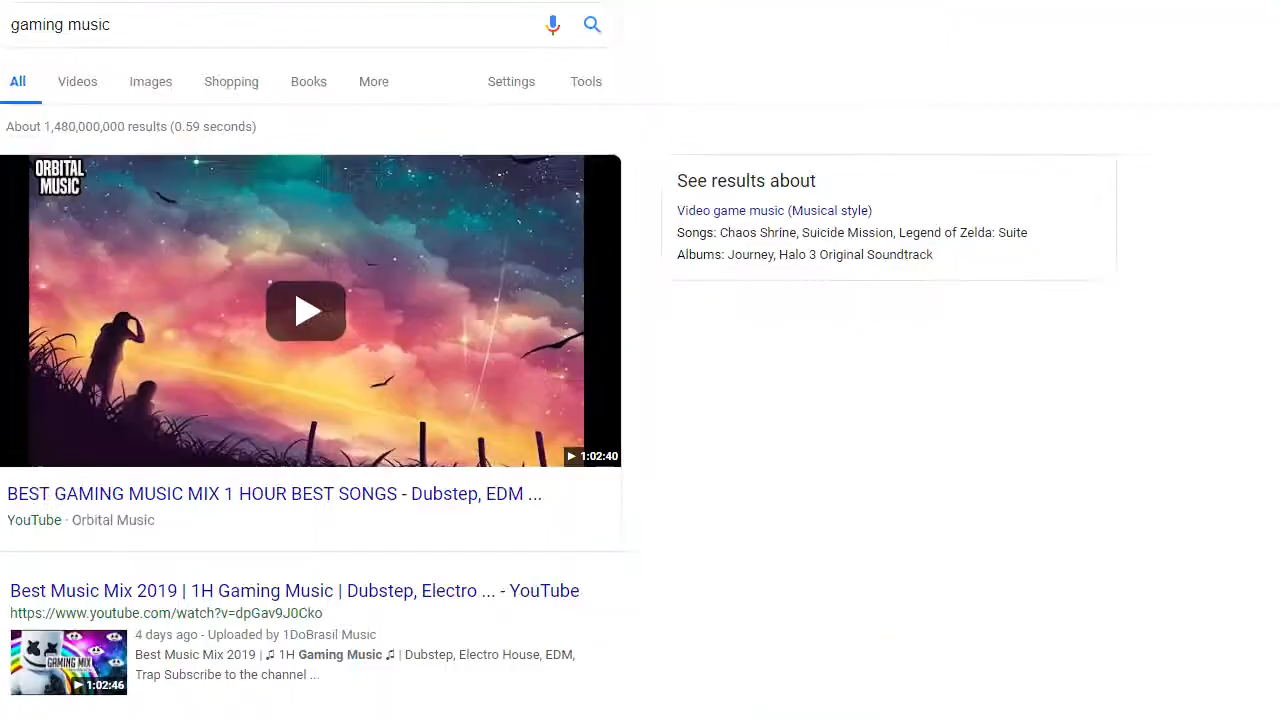 gaming music
All Videos Images Shopping Books More Settings Tools
About 1,480,000,000 results (0.59 seconds)
ORBITAL
MUSIC
1:02:40
BEST GAMING MUSIC MIX 1 HOUR BEST SONGS - Dubstep, EDM ...
YouTube · Orbital Music
Best Music Mix 2019 | 1H Gaming Music | Dubstep, Electro ... - YouTube
https://www.youtube.com/watch?v=dpGav9J0Cko
GAMING MIX
1:02:46
4 days ago - Uploaded by 1DoBrasil Music
Best Music Mix 2019 | ♫ 1H Gaming Music ♫ | Dubstep, Electro House, EDM,
Trap Subscribe to the channel ...
See results about
Video game music (Musical style)
Songs: Chaos Shrine, Suicide Mission, Legend of Zelda: Suite
Albums: Journey, Halo 3 Original Soundtrack